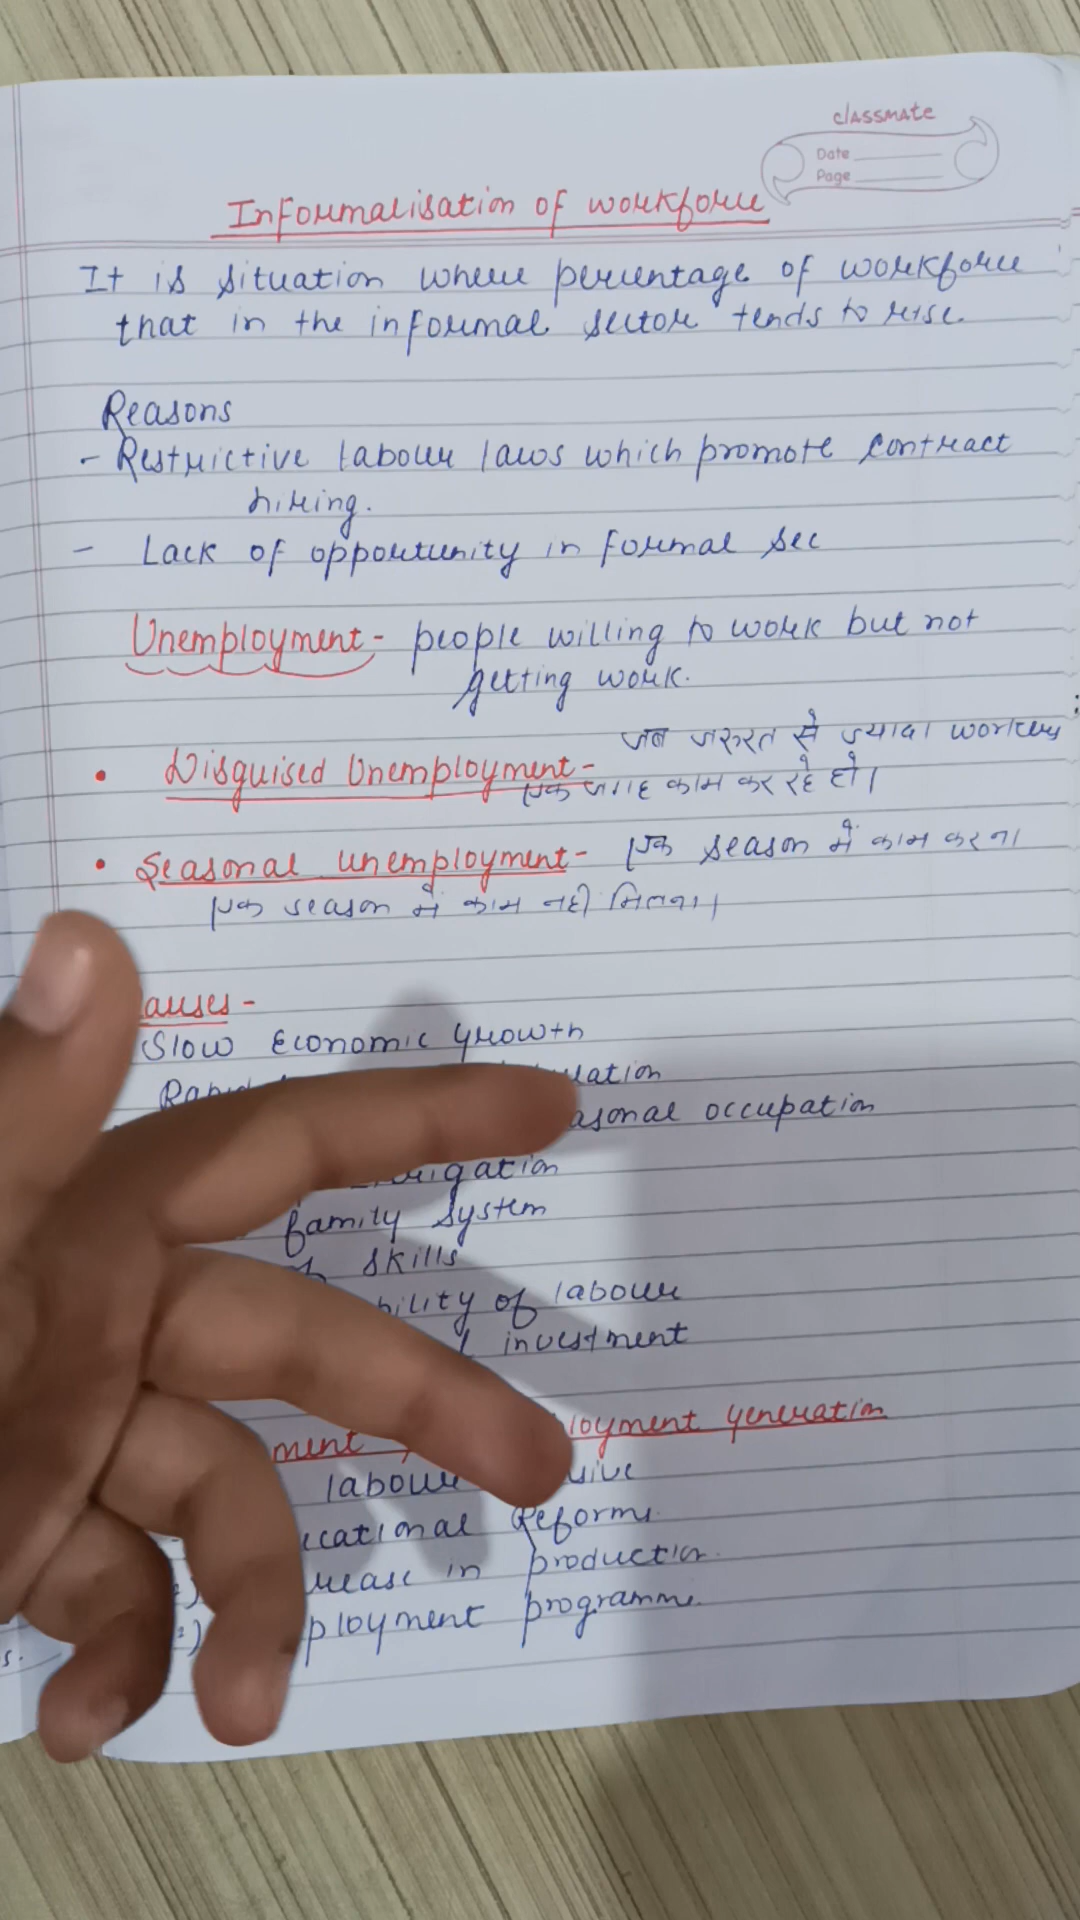 classmate
Date
Page
Informalisation of workforce
It is situation where percentage of workforce
that in the informal sector tends to rise.
Reasons
- Restrictive labour laws which promote contract
hiring.
- Lack of opportunity in formal sec
Unemployment - people willing to work but not
getting work.
जब जरुरत से ज्यादा workers
• Disguised Unemployment -
एक जगह काम कर रहे हो।
• Seasonal unemployment - एक season में काम करना
एक season में काम नही मिलना।
auses -
Slow Economic growth
lation
asonal occupation
igation
family System
skills
bility of labour
investment
ment loyment generation
labour sive
cational Reforms.
rease in production.
ployment programme.
s.